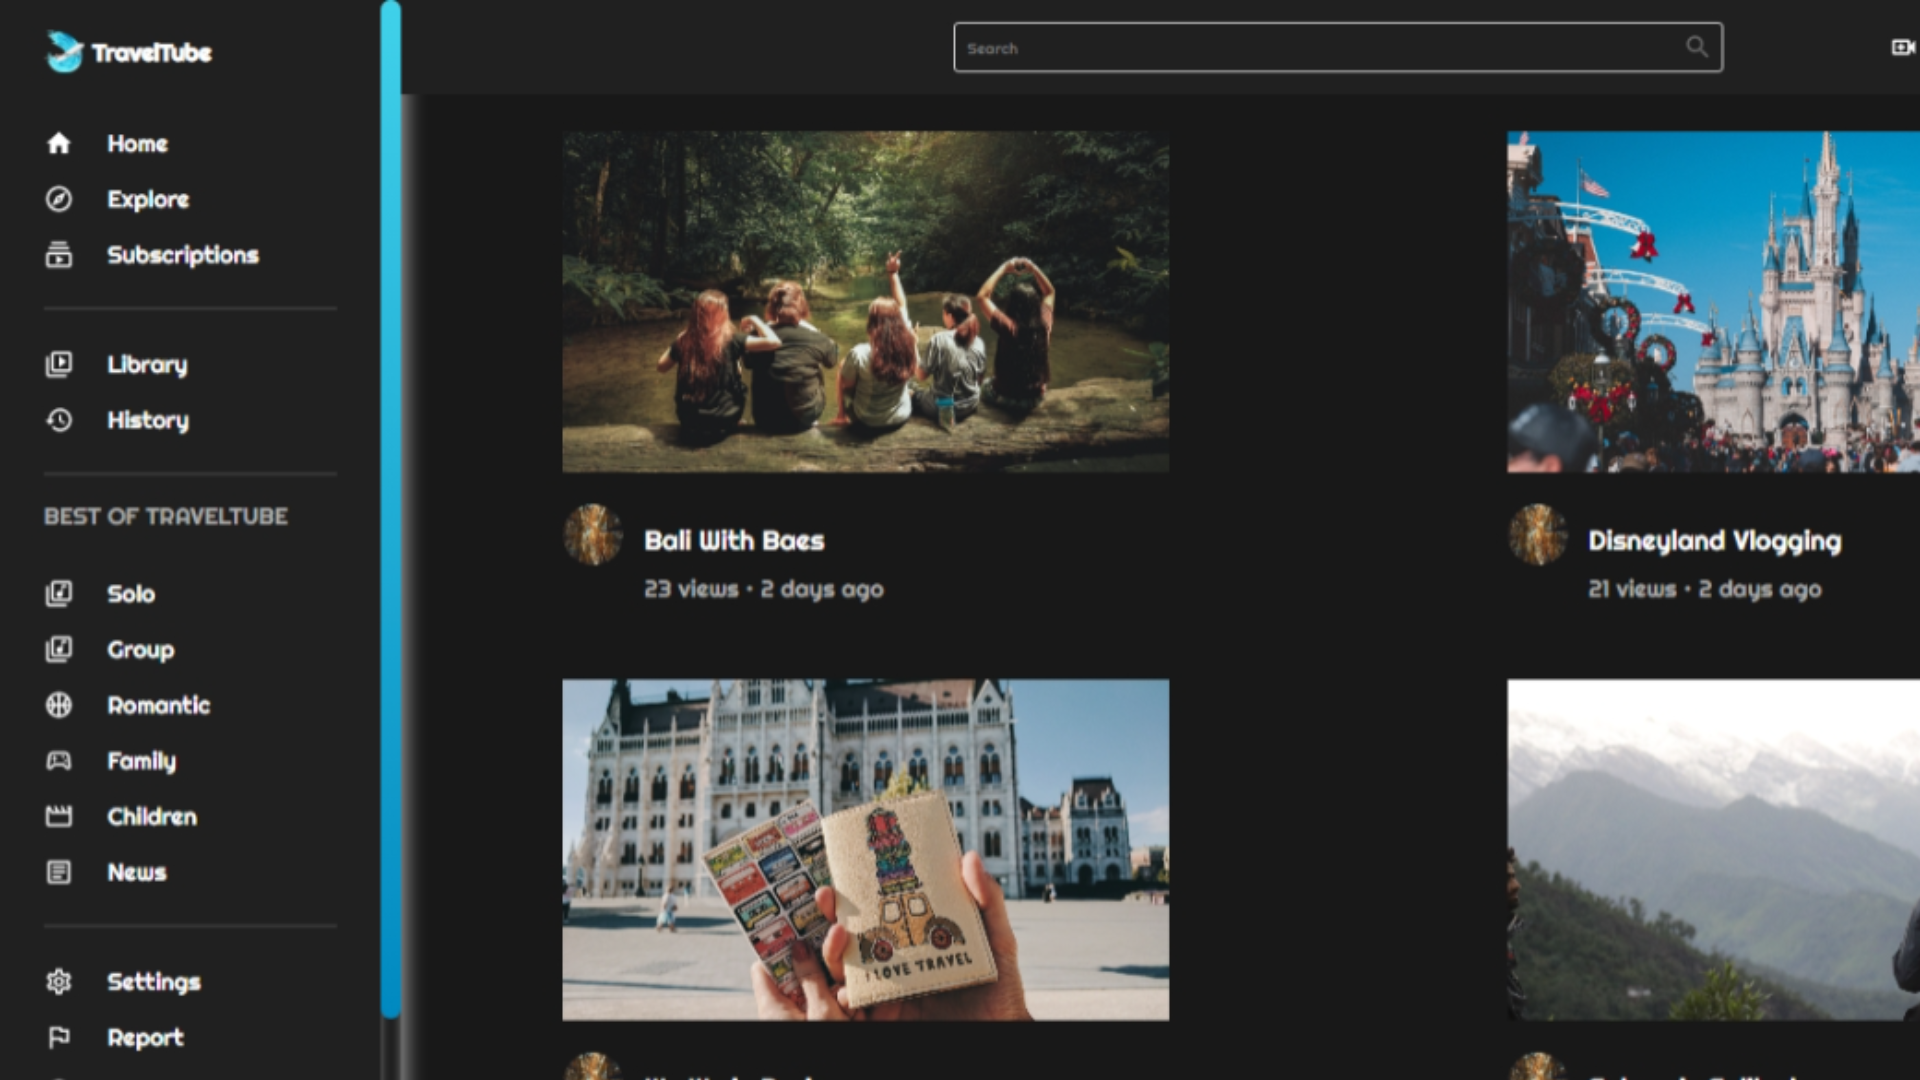 TravelTube
Search
Home
Explore
Subscriptions
Library
History
BEST OF TRAVELTUBE
Solo
Group
Romantic
Family
Children
News
Settings
Report
Bali With Baes
23 views • 2 days ago
Disneyland Vlogging
21 views • 2 days ago
I LOVE TRAVEL